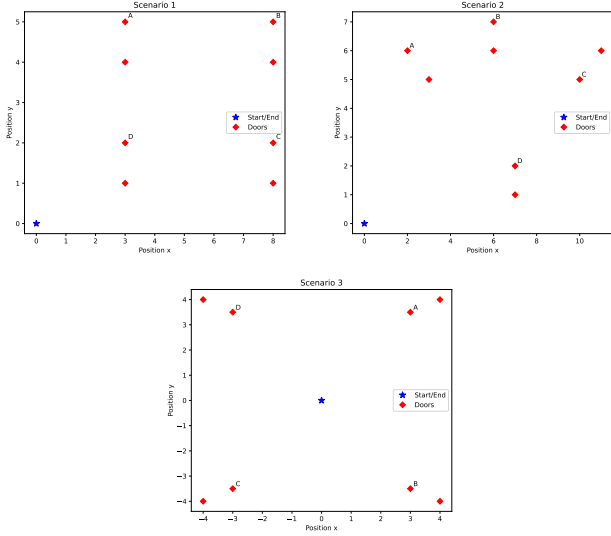 Scenario 1
A
B
5
4
3
Position y
Start/End
Doors
D
C
2
1
0
0 1 2 3 4 5 6 7 8
Position x
Scenario 2
B
7
A
6
5
C
4
Position y
Start/End
Doors
3
D
2
1
0
0 2 4 6 8 10
Position x
Scenario 3
4
D
A
3
2
1
Position y
0
Start/End
Doors
−1
−2
−3
C
B
−4
−4 −3 −2 −1 0 1 2 3 4
Position x